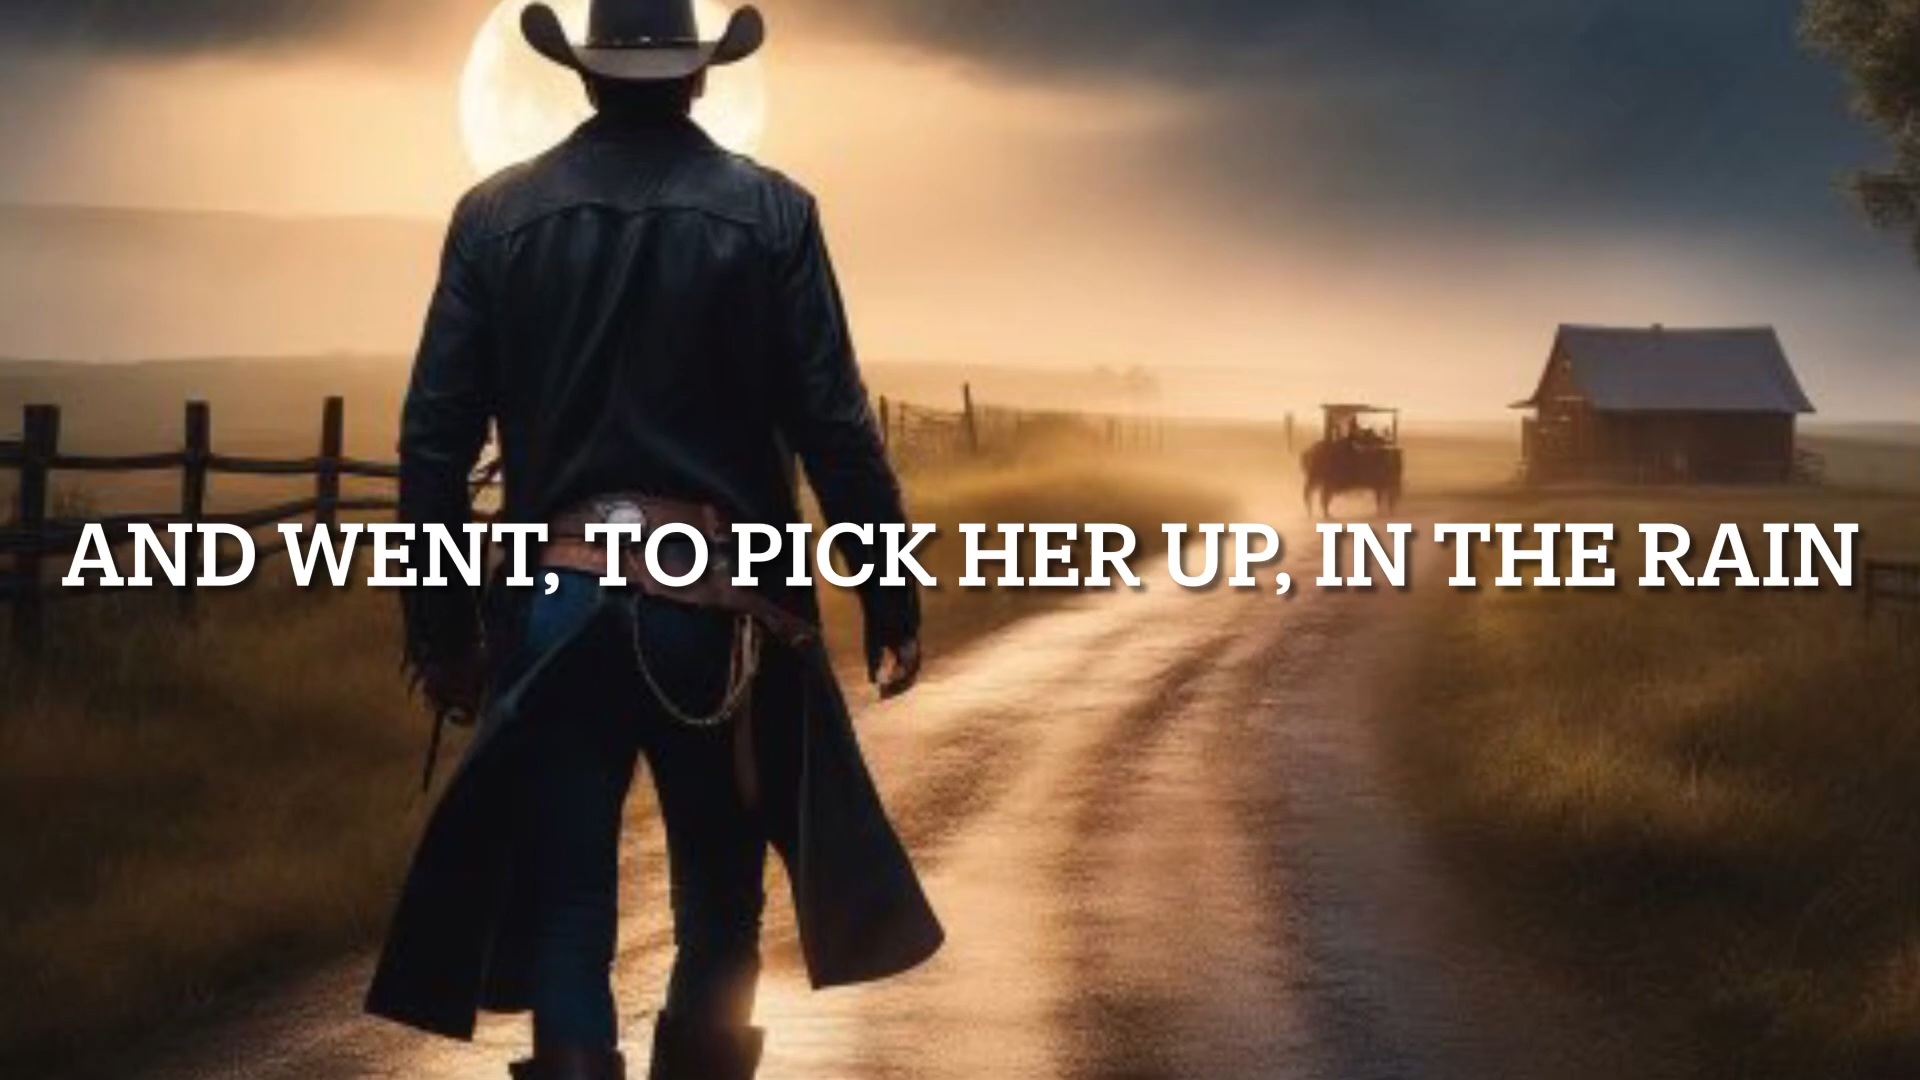 AND WENT, TO PICK HER UP, IN THE RAIN